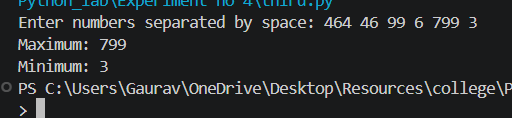 Python_lab\Experiment no 4\thiru.py
Enter numbers separated by space: 464 46 99 6 799 3
Maximum: 799
Minimum: 3
PS C:\Users\Gaurav\OneDrive\Desktop\Resources\college\P
>